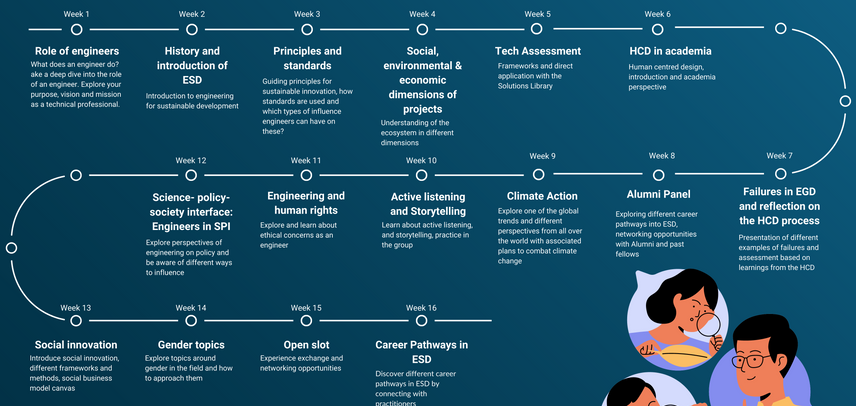 Week 1
Role of engineers
What does an engineer do?
ake a deep dive into the role
of an engineer. Explore your
purpose, vision and mission
as a technical professional.
Week 2
History and
introduction of
ESD
Introduction to engineering
for sustainable development
Week 3
Principles and
standards
Guiding principles for
sustainable innovation, how
standards are used and
which types of influence
engineers can have on
these?
Week 4
Social,
environmental &
economic
dimensions of
projects
Understanding of the
ecosystem in different
dimensions
Week 5
Tech Assessment
Frameworks and direct
application with the
Solutions Library
Week 6
HCD in academia
Human centred design,
introduction and academia
perspective
Week 7
Failures in EGD
and reflection on
the HCD process
Presentation of different
examples of failures and
assessment based on
learnings from the HCD
Week 8
Alumni Panel
Exploring different career
pathways into ESD,
networking opportunities
with Alumni and past
fellows
Week 9
Climate Action
Explore one of the global
trends and different
perspectives from all over
the world with associated
plans to combat climate
change
Week 10
Active listening
and Storytelling
Learn about active listening,
and storytelling, practice in
the group
Week 11
Engineering and
human rights
Explore and learn about
ethical concerns as an
engineer
Week 12
Science- policy-
society interface:
Engineers in SPI
Explore perspectives of
engineering on policy and
be aware of different ways
to influence
Week 13
Social innovation
Introduce social innovation,
different frameworks and
methods, social business
model canvas
Week 14
Gender topics
Explore topics around
gender in the field and how
to approach them
Week 15
Open slot
Experience exchange and
networking opportunities
Week 16
Career Pathways in
ESD
Discover different career
pathways in ESD by
connecting with
practitioners